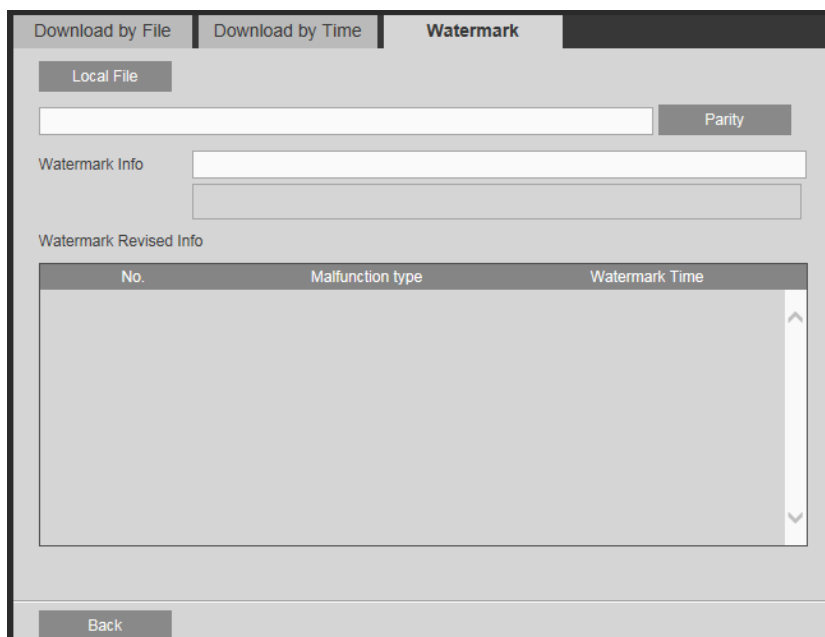 Download by File Download by Time Watermark
Local File
Parity
Watermark Info
Watermark Revised Info
No. Malfunction type Watermark Time
Back